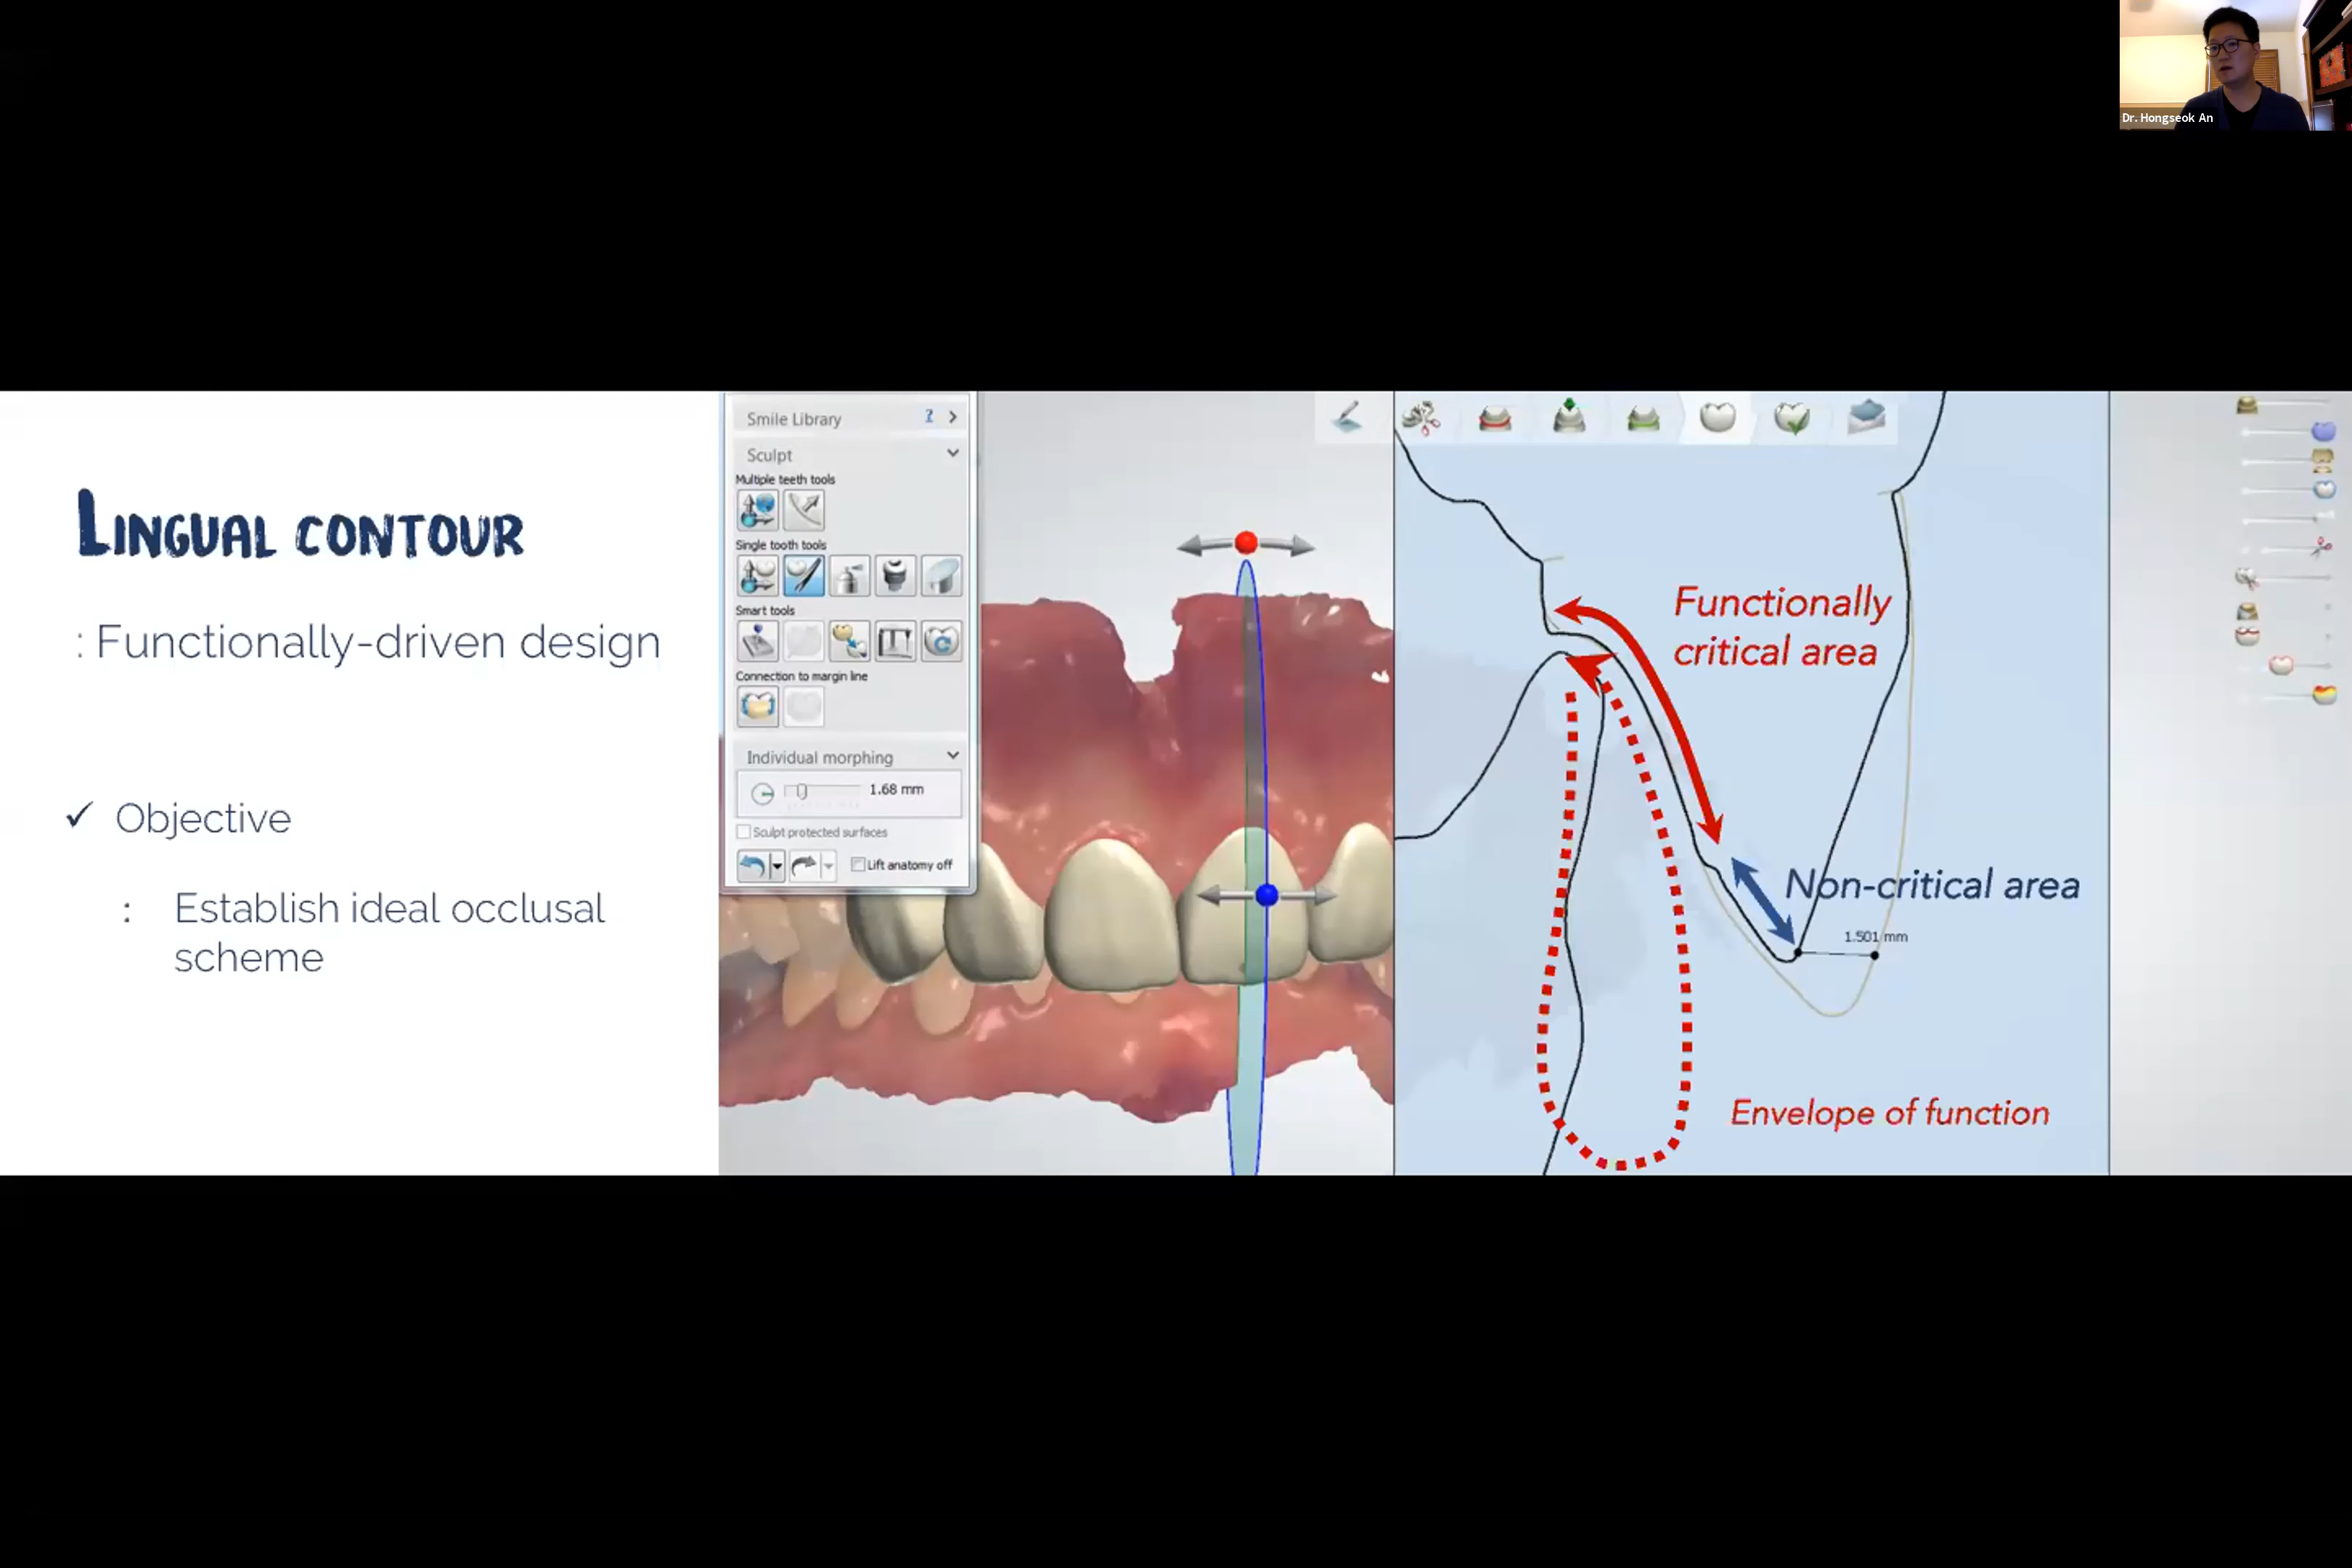 Dr. Hongseok An
LINGUAL CONTOUR
: Functionally-driven design
✓ Objective
: Establish ideal occlusal
scheme
Smile Library ?
Sculpt
Multiple teeth tools
Single tooth tools
Smart tools
Connection to margin line
Individual morphing
1.68 mm
Sculpt protected surfaces
Lift anatomy off
Functionally
critical area
Non-critical area
1.501 mm
Envelope of function